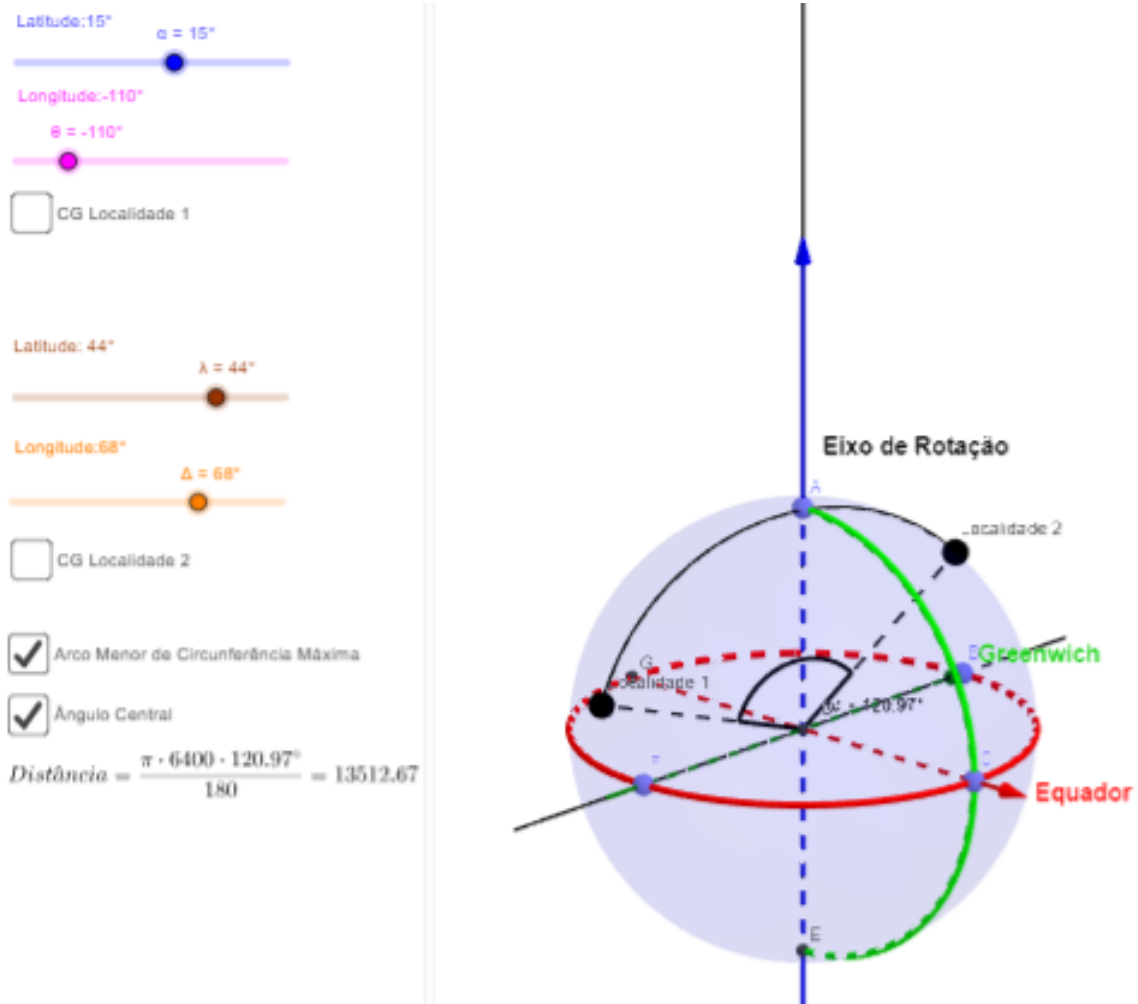 Latitude:15°
α = 15°
Longitude:-110°
θ = -110°
CG Localidade 1
Latitude: 44°
λ = 44°
Longitude:68°
Δ = 68°
CG Localidade 2
Arco Menor de Circunferência Máxima
Ângulo Central
Distância = π · 6400 · 120.97° / 180 = 13512.67
Eixo de Rotação
A
Localidade 2
B
Greenwich
G
Localidade 1
= 120.97°
F
C
Equador
E